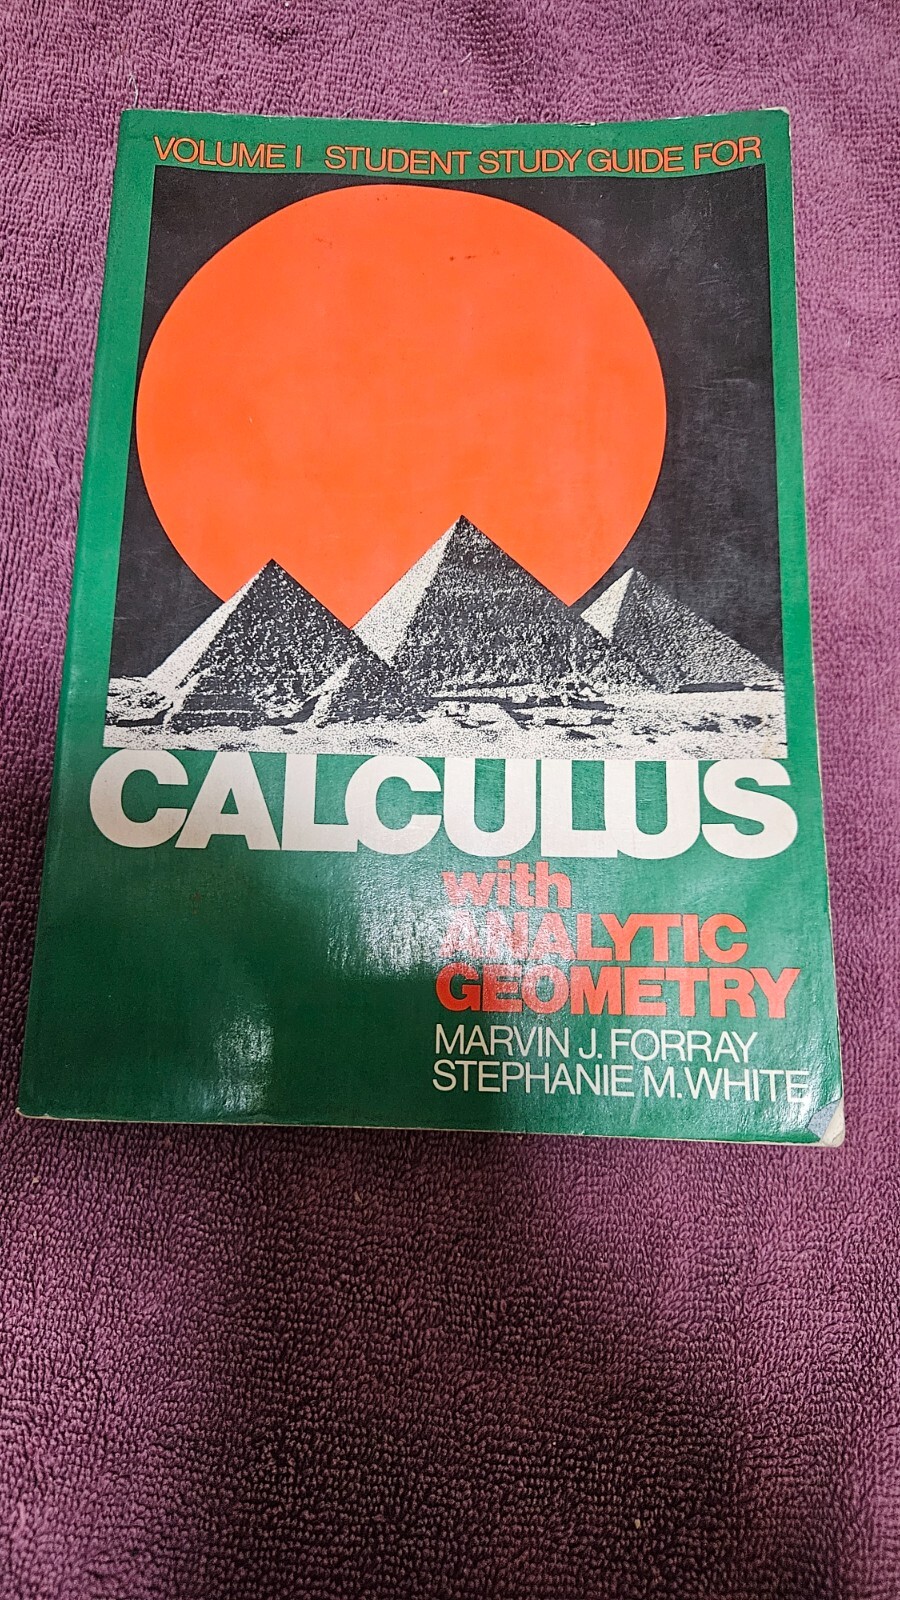 VOLUME I STUDENT STUDY GUIDE FOR
CALCULUS
with
ANALYTIC
GEOMETRY
MARVIN J. FORRAY
STEPHANIE M. WHITE